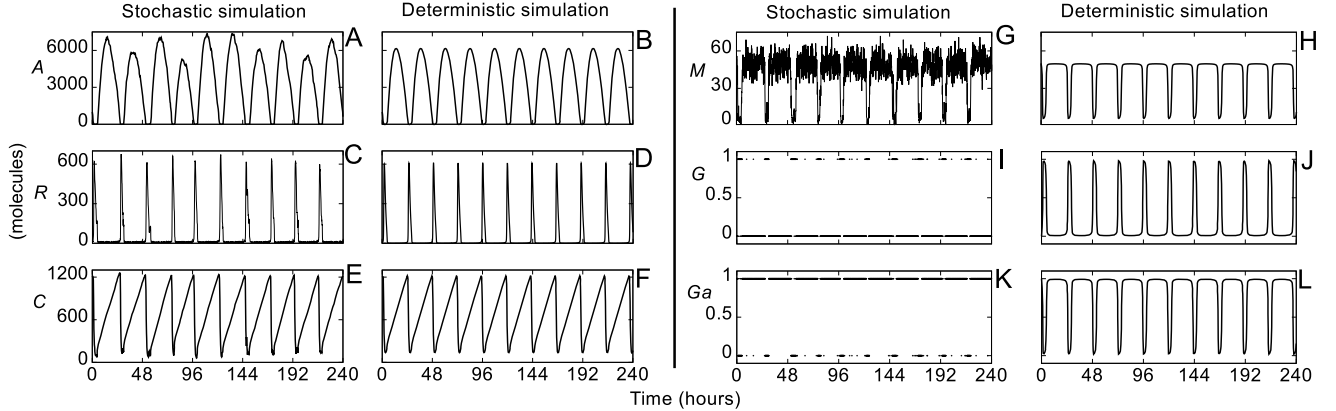 Stochastic simulation
Deterministic simulation
Stochastic simulation
Deterministic simulation
(molecules)
A
6000
3000
0
A
B
M
60
30
0
G
H
R
600
300
0
C
D
G
1
0.5
0
I
J
C
1200
600
0
E
F
Ga
1
0.5
0
K
L
0 48 96 144 192 240
0 48 96 144 192 240
0 48 96 144 192 240
0 48 96 144 192 240
Time (hours)